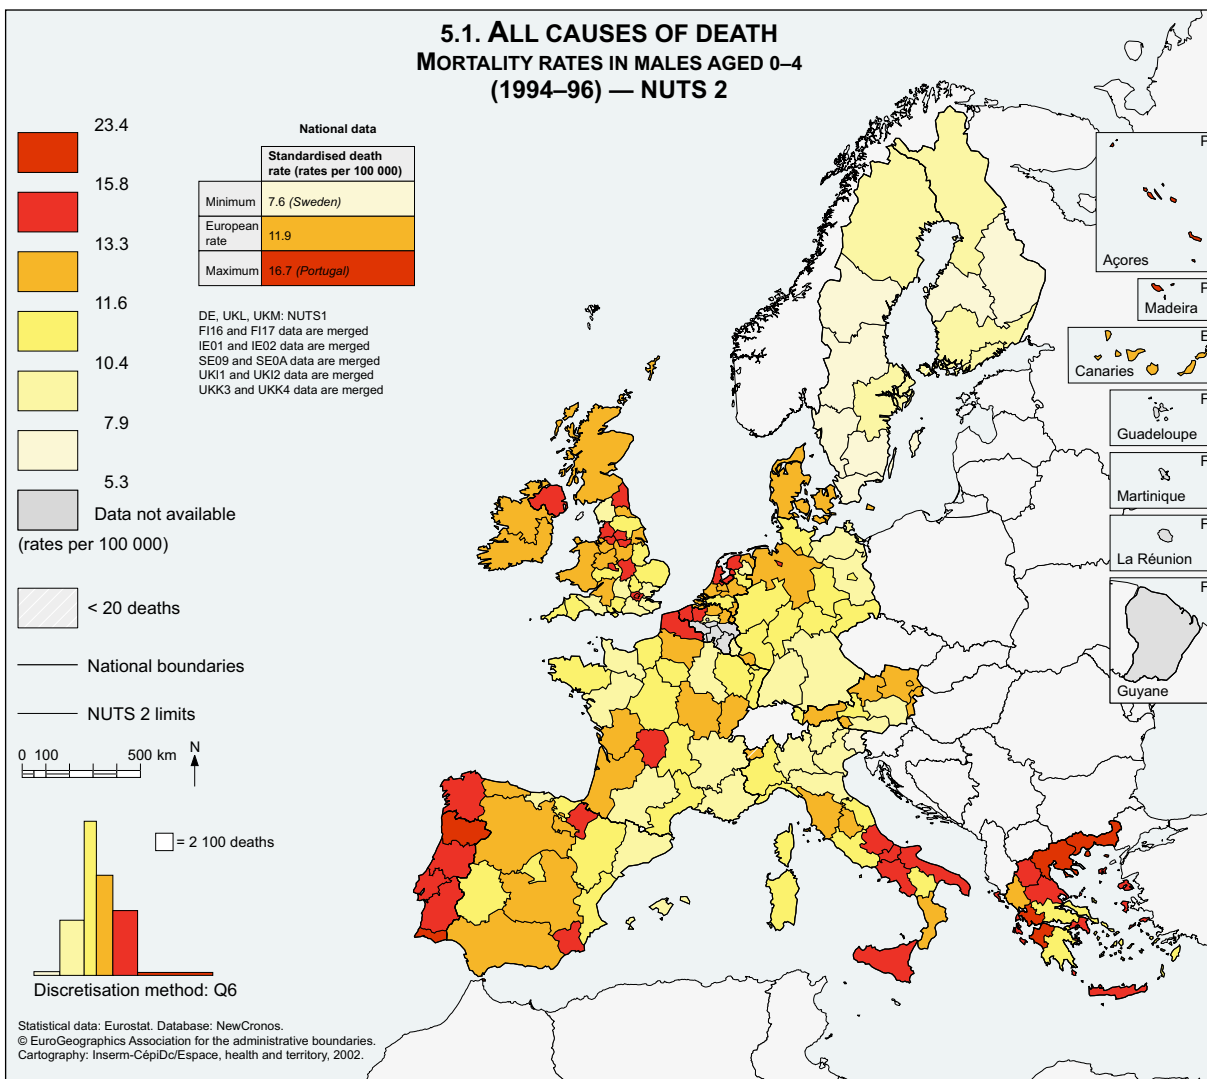 5.1. ALL CAUSES OF DEATH
MORTALITY RATES IN MALES AGED 0–4
(1994–96) — NUTS 2
23.4
15.8
13.3
11.6
10.4
7.9
5.3
Data not available
(rates per 100 000)
< 20 deaths
National boundaries
NUTS 2 limits
0 100 500 km
N
National data
Standardised death
rate (rates per 100 000)
Minimum 7.6 (Sweden)
European
rate 11.9
Maximum 16.7 (Portugal)
DE, UKL, UKM: NUTS1
FI16 and FI17 data are merged
IE01 and IE02 data are merged
SE09 and SE0A data are merged
UKI1 and UKI2 data are merged
UKK3 and UKK4 data are merged
F
Açores
F
Madeira
E
Canaries
F
Guadeloupe
F
Martinique
F
La Réunion
F
Guyane
= 2 100 deaths
Discretisation method: Q6
Statistical data: Eurostat. Database: NewCronos.
© EuroGeographics Association for the administrative boundaries.
Cartography: Inserm-CépiDc/Espace, health and territory, 2002.